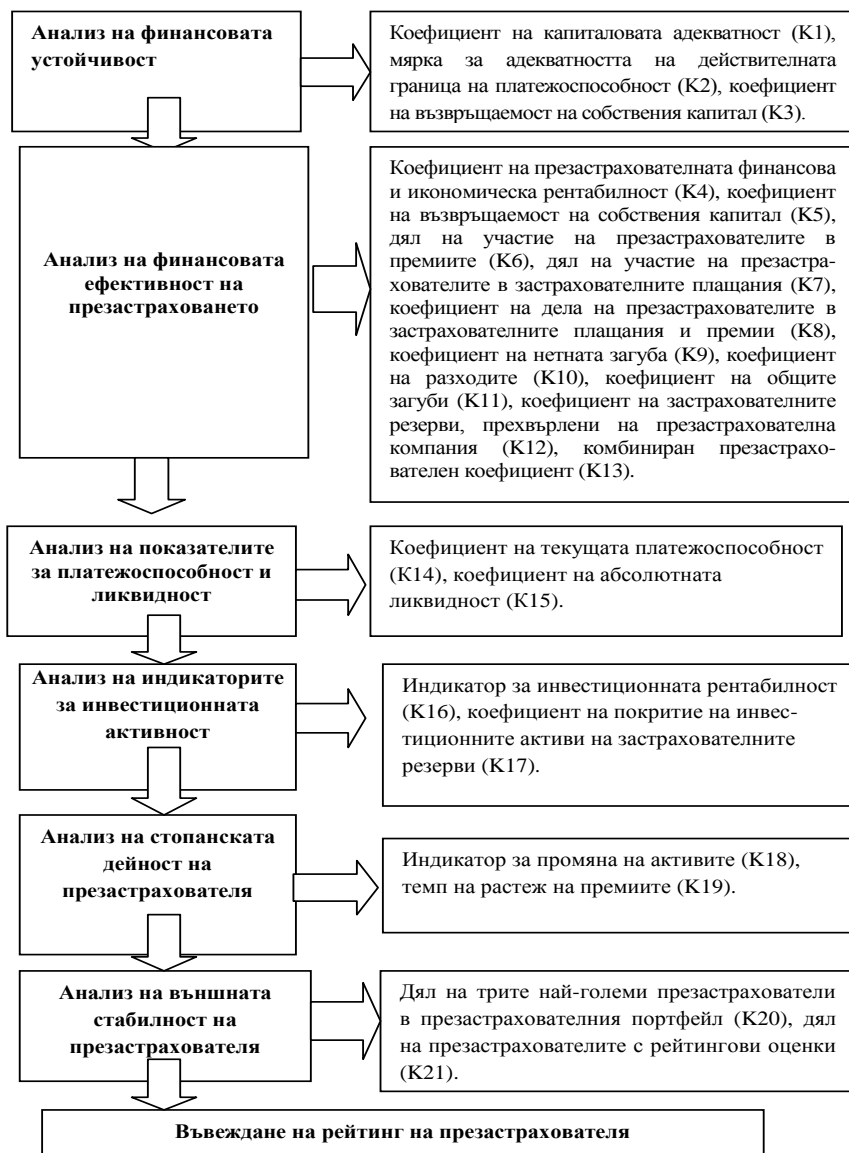 Анализ на финансовата
устойчивост
Коефициент на капиталовата адекватност (К1),
мярка за адекватността на действителната
граница на платежоспособност (К2), коефициент
на възвръщаемост на собствения капитал (К3).
Анализ на финансовата
ефективност на
презастраховането
Коефициент на презастрахователната финансова
и икономическа рентабилност (К4), коефициент
на възвръщаемост на собствения капитал (К5),
дял на участие на презастрахователите в
премиите (К6), дял на участие на презастра-
хователите в застрахователните плащания (К7),
коефициент на дела на презастрахователите в
застрахователните плащания и премии (К8),
коефициент на нетната загуба (К9), коефициент
на разходите (К10), коефициент на общите
загуби (К11), коефициент на застрахователните
резерви, прехвърлени на презастрахователна
компания (К12), комбиниран презастрахо-
вателен коефициент (К13).
Анализ на показателите
за платежоспособност и
ликвидност
Коефициент на текущата платежоспособност
(К14), коефициент на абсолютната
ликвидност (К15).
Анализ на индикаторите
за инвестиционната
активност
Индикатор за инвестиционната рентабилност
(К16), коефициент на покритие на инвес-
тиционните активи на застрахователните
резерви (К17).
Анализ на стопанската
дейност на
презастрахователя
Индикатор за промяна на активите (К18),
темп на растеж на премиите (К19).
Анализ на външната
стабилност на
презастрахователя
Дял на трите най-големи презастрахователи
в презастрахователния портфейл (К20), дял
на презастрахователите с рейтингови оценки
(К21).
Въвеждане на рейтинг на презастрахователя